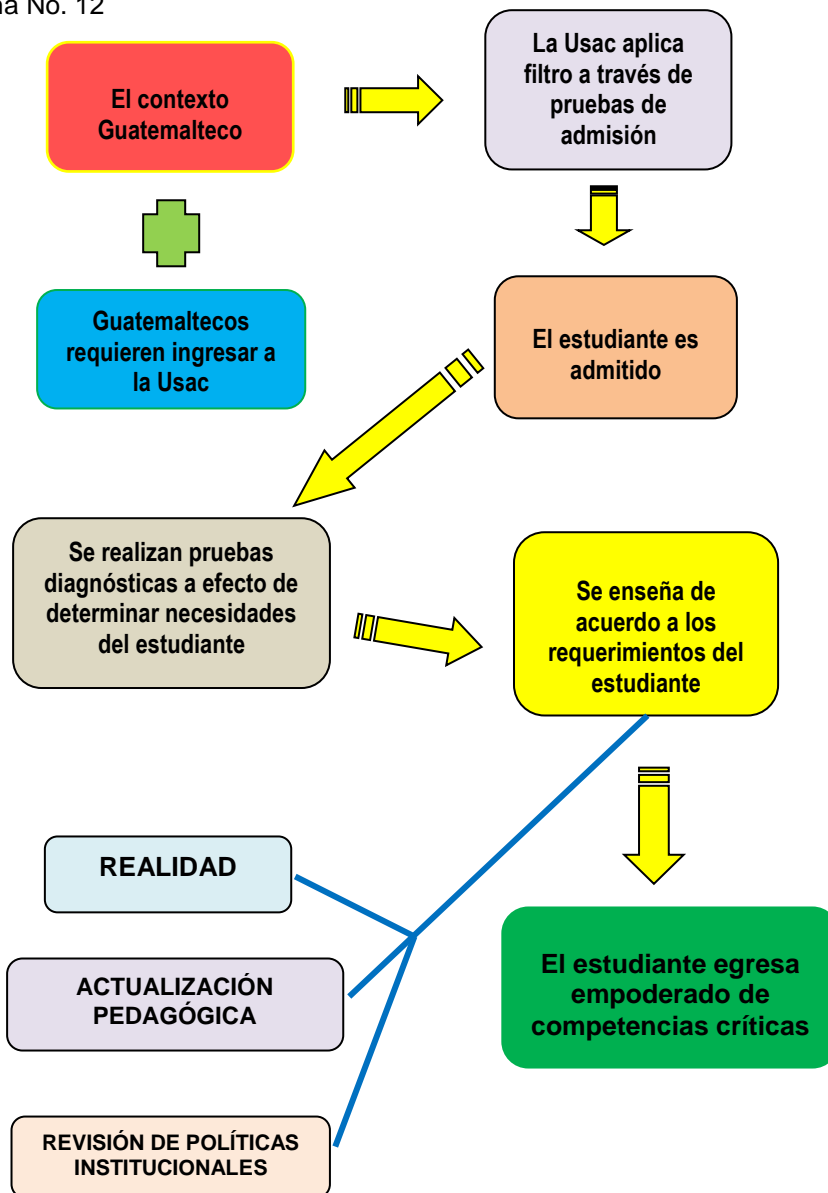 No. 12
El contexto
Guatemalteco
La Usac aplica
filtro a través de
pruebas de
admisión
Guatemaltecos
requieren ingresar a
la Usac
El estudiante es
admitido
Se realizan pruebas
diagnósticas a efecto de
determinar necesidades
del estudiante
Se enseña de
acuerdo a los
requerimientos del
estudiante
REALIDAD
ACTUALIZACIÓN
PEDAGÓGICA
REVISIÓN DE POLÍTICAS
INSTITUCIONALES
El estudiante egresa
empoderado de
competencias críticas